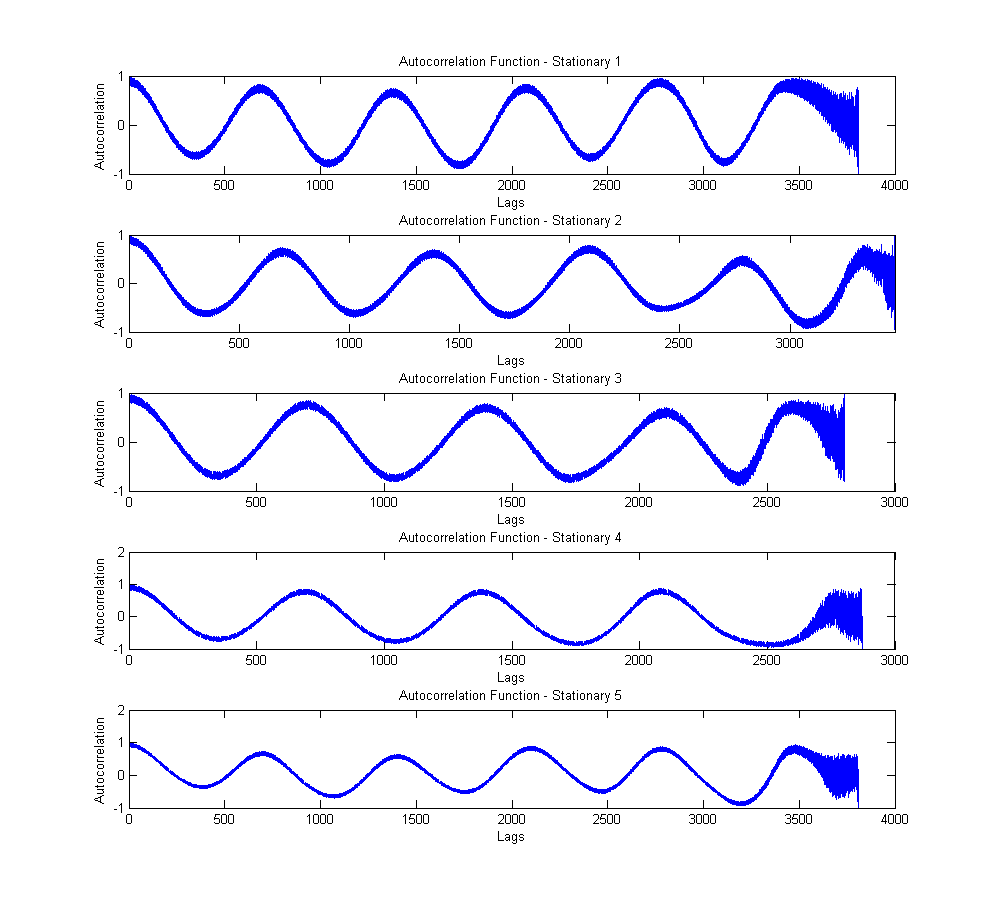 Autocorrelation Function - Stationary 1
Autocorrelation
1
0
-1
0 500 1000 1500 2000 2500 3000 3500 4000
Lags
Autocorrelation Function - Stationary 2
Autocorrelation
1
0
-1
0 500 1000 1500 2000 2500 3000
Lags
Autocorrelation Function - Stationary 3
Autocorrelation
1
0
-1
0 500 1000 1500 2000 2500 3000
Lags
Autocorrelation Function - Stationary 4
Autocorrelation
2
1
0
-1
0 500 1000 1500 2000 2500 3000
Lags
Autocorrelation Function - Stationary 5
Autocorrelation
2
1
0
-1
0 500 1000 1500 2000 2500 3000 3500 4000
Lags